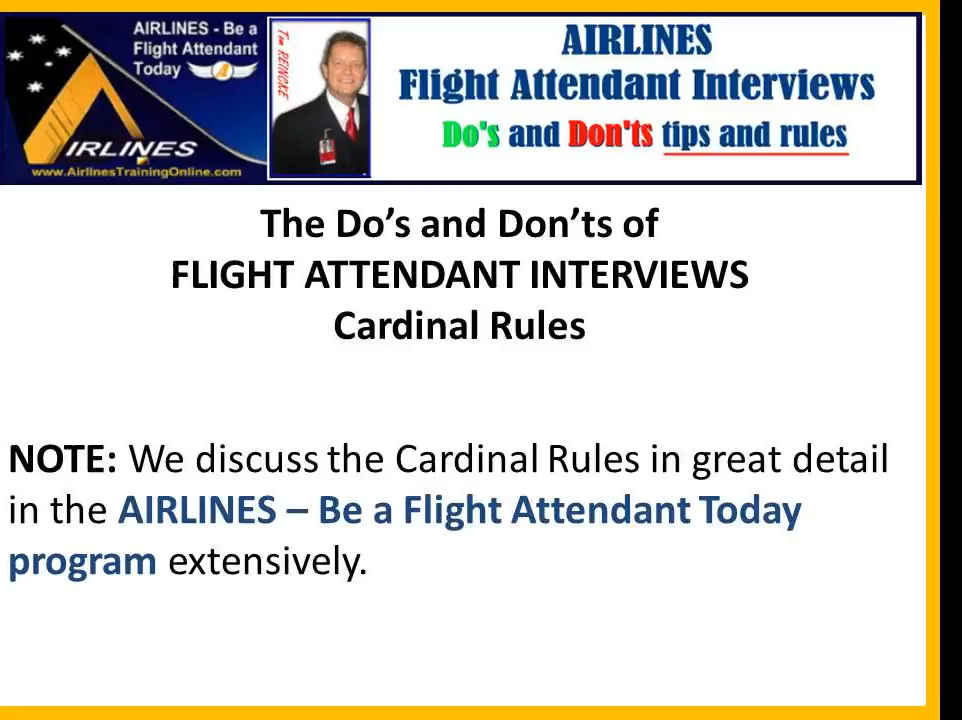 AIRLINES - Be a
Flight Attendant
Today
IRLINES
www.AirlinesTrainingOnline.com
Tom REINCKE
AIRLINES
Flight Attendant Interviews
Do's and Don'ts tips and rules
The Do’s and Don’ts of
FLIGHT ATTENDANT INTERVIEWS
Cardinal Rules
NOTE: We discuss the Cardinal Rules in great detail
in the AIRLINES – Be a Flight Attendant Today
program extensively.